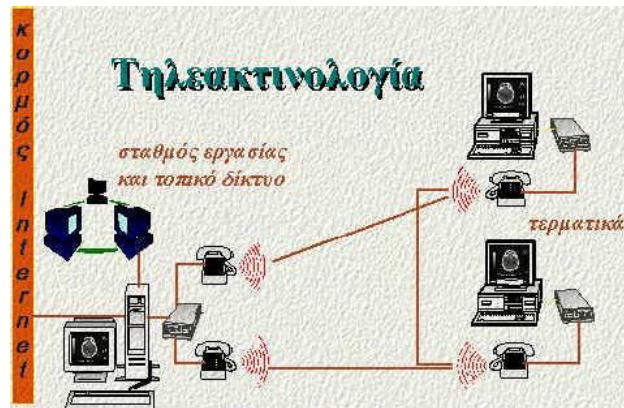 κορμός Internet
Τηλεακτινολογία
σταθμός εργασίας
και τοπικό δίκτυο
τερματικά